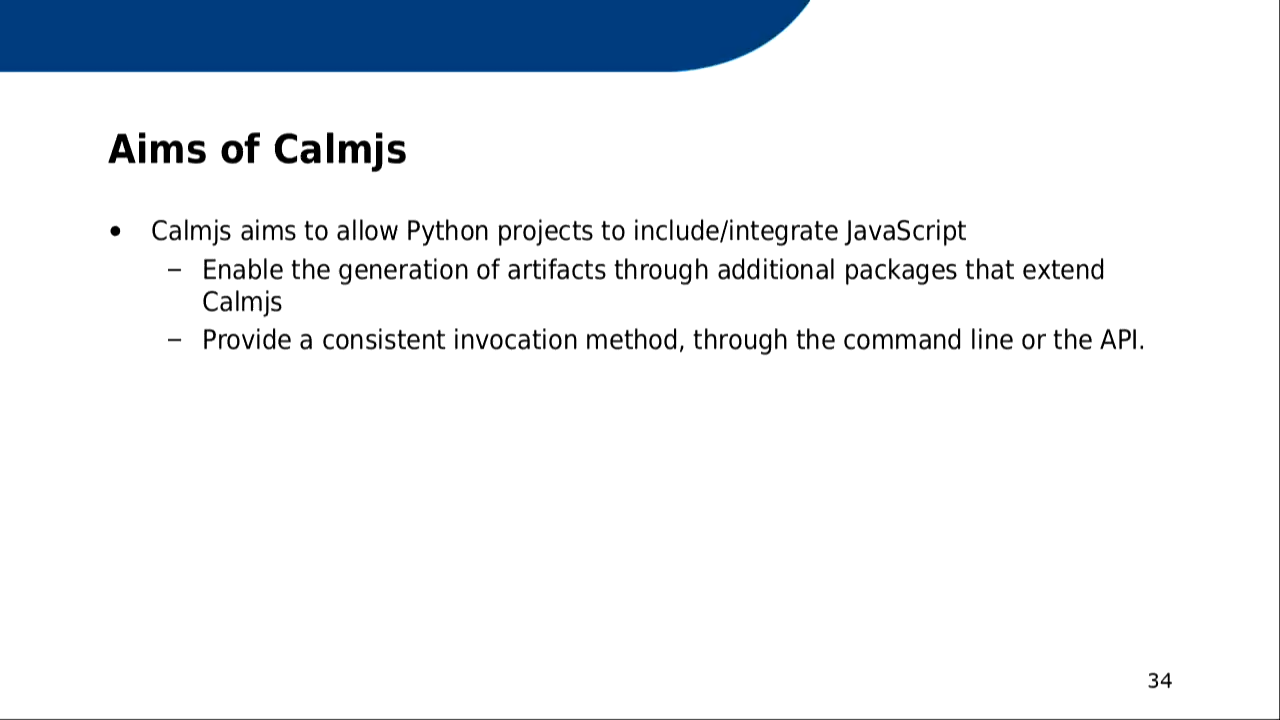 Aims of Calmjs
● Calmjs aims to allow Python projects to include/integrate JavaScript
– Enable the generation of artifacts through additional packages that extend
Calmjs
– Provide a consistent invocation method, through the command line or the API.
34